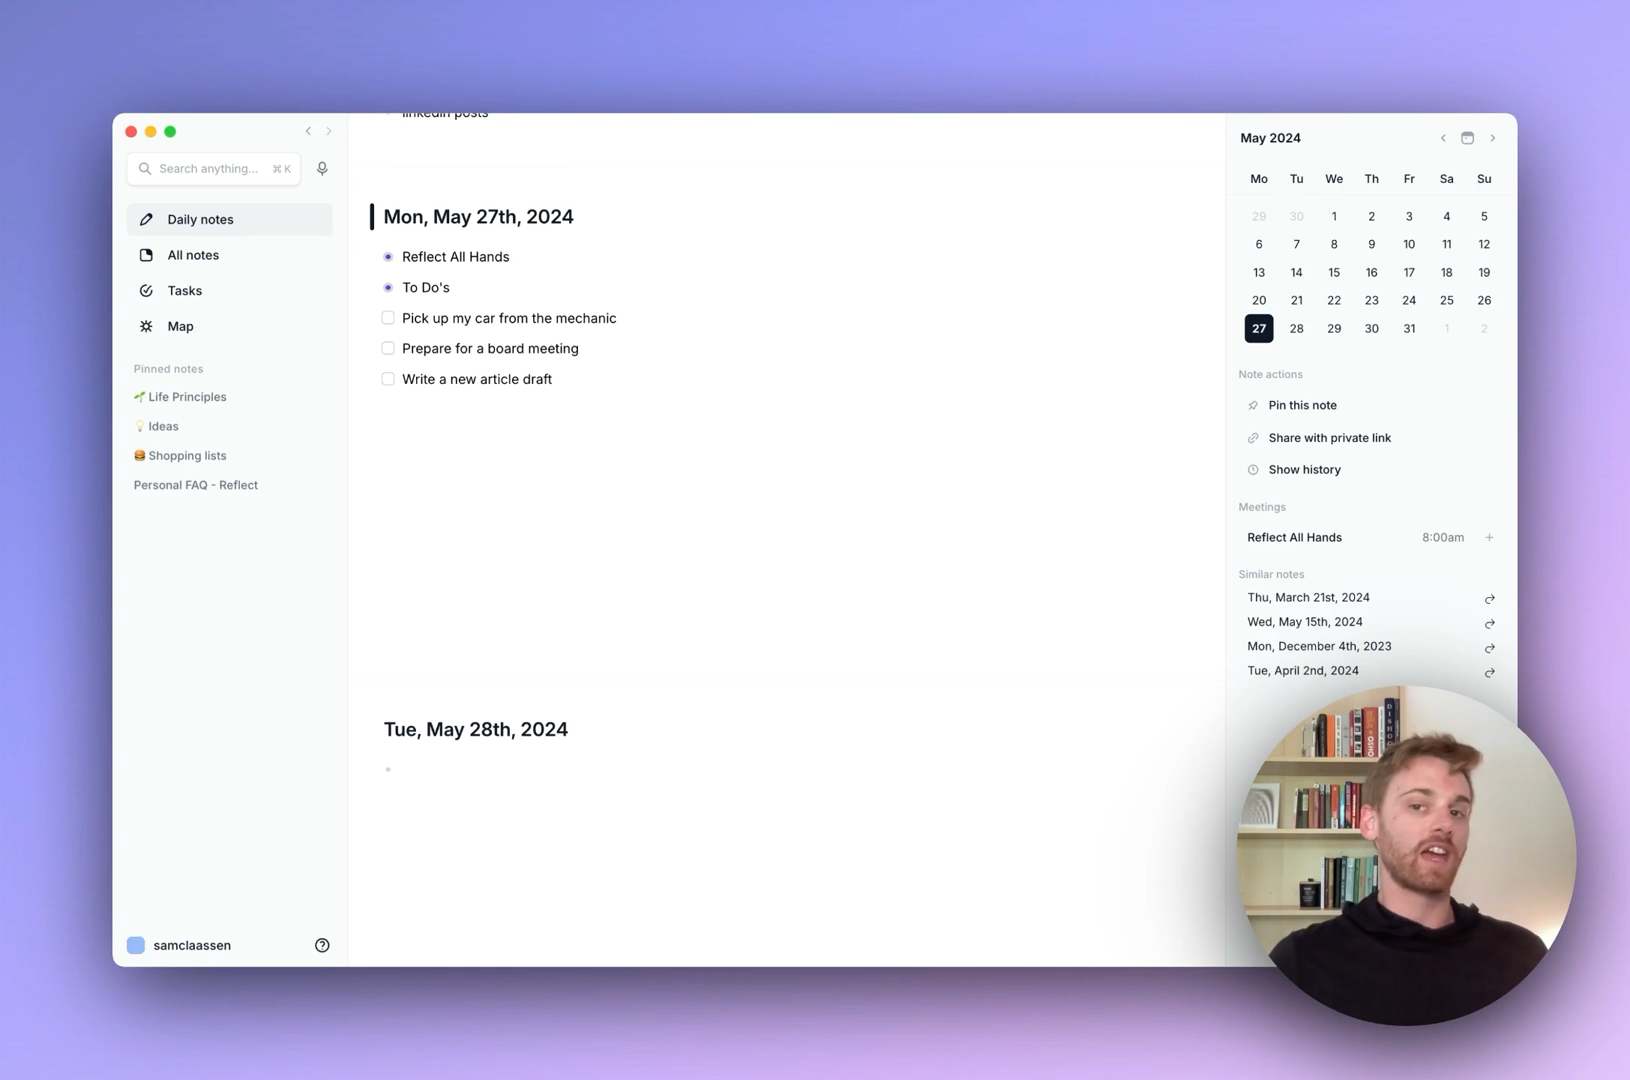 Search anything... ⌘ K
Daily notes
All notes
Tasks
Map
Pinned notes
🌱 Life Principles
💡 Ideas
🍔 Shopping lists
Personal FAQ - Reflect
samclaassen
linkedin posts
Mon, May 27th, 2024
Reflect All Hands
To Do's
Pick up my car from the mechanic
Prepare for a board meeting
Write a new article draft
Tue, May 28th, 2024
May 2024
Mo Tu We Th Fr Sa Su
29 30 1 2 3 4 5
6 7 8 9 10 11 12
13 14 15 16 17 18 19
20 21 22 23 24 25 26
27 28 29 30 31 1 2
Note actions
Pin this note
Share with private link
Show history
Meetings
Reflect All Hands 8:00am +
Similar notes
Thu, March 21st, 2024
Wed, May 15th, 2024
Mon, December 4th, 2023
Tue, April 2nd, 2024
OSHO